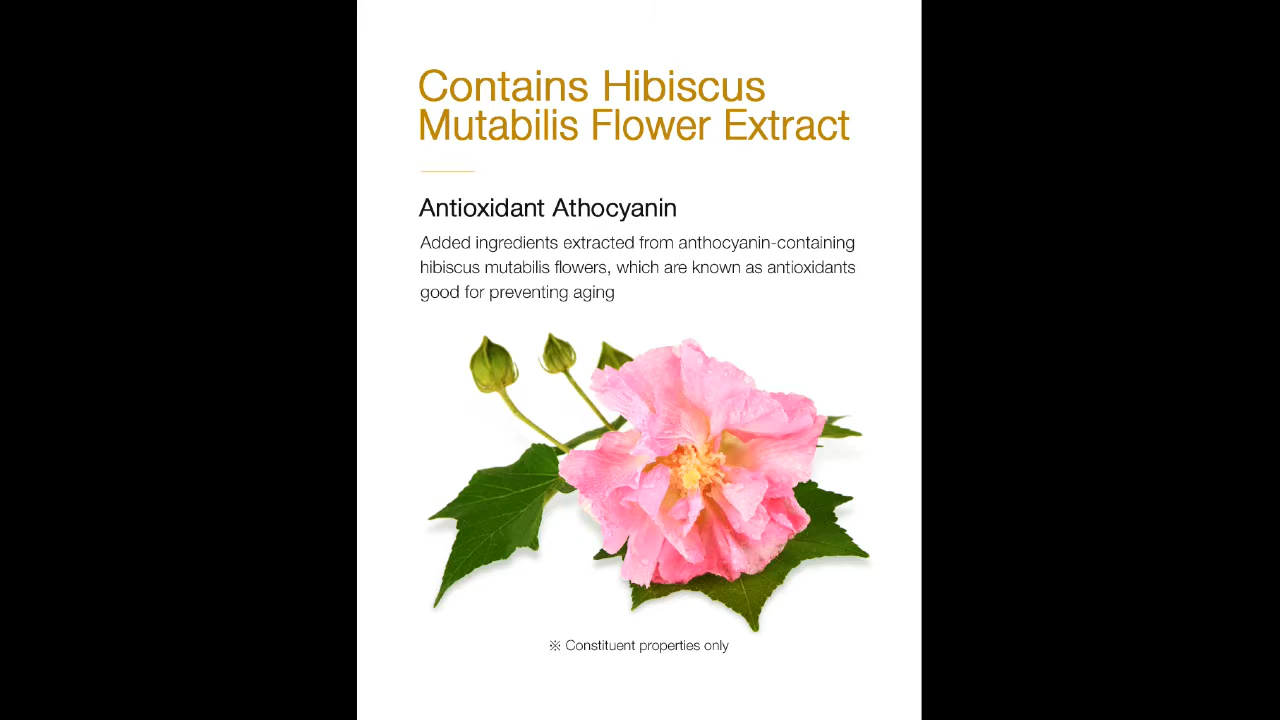 Contains Hibiscus
Mutabilis Flower Extract
Antioxidant Athocyanin
Added ingredients extracted from anthocyanin-containing
hibiscus mutabilis flowers, which are known as antioxidants
good for preventing aging
※ Constituent properties only